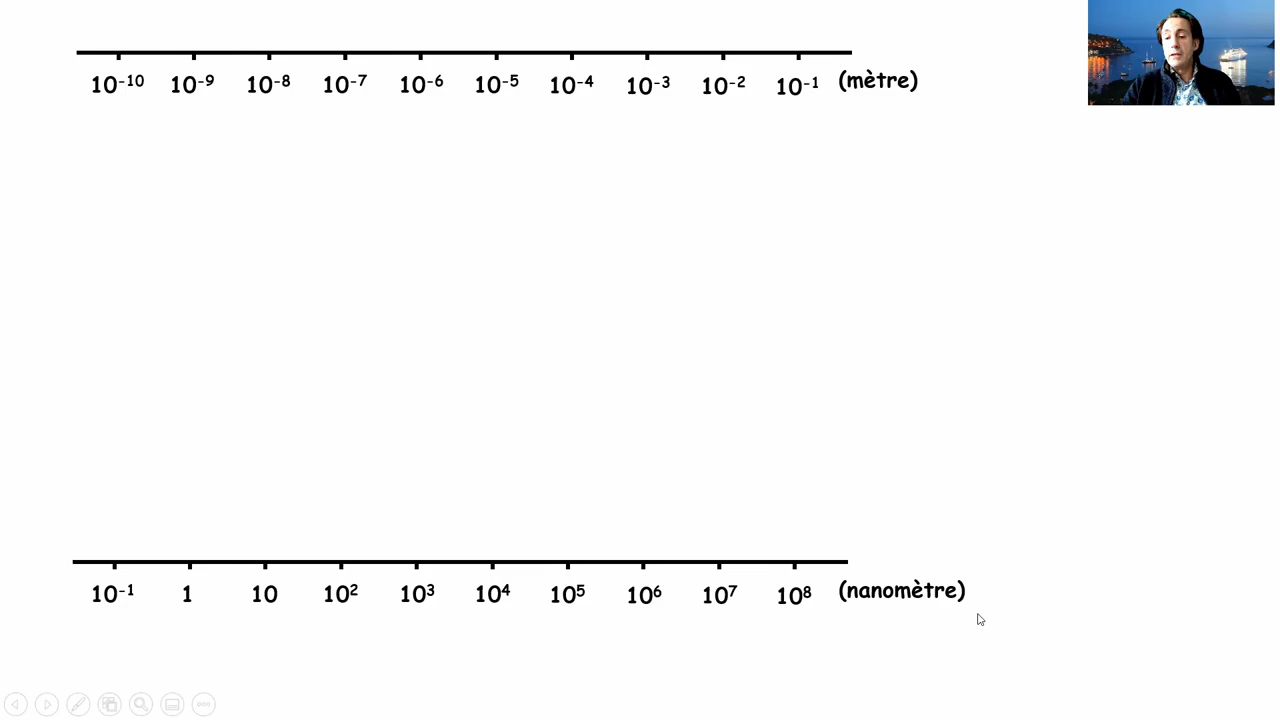 10⁻¹⁰ 10⁻⁹ 10⁻⁸ 10⁻⁷ 10⁻⁶ 10⁻⁵ 10⁻⁴ 10⁻³ 10⁻² 10⁻¹ (mètre)
10⁻¹ 1 10 10² 10³ 10⁴ 10⁵ 10⁶ 10⁷ 10⁸ (nanomètre)